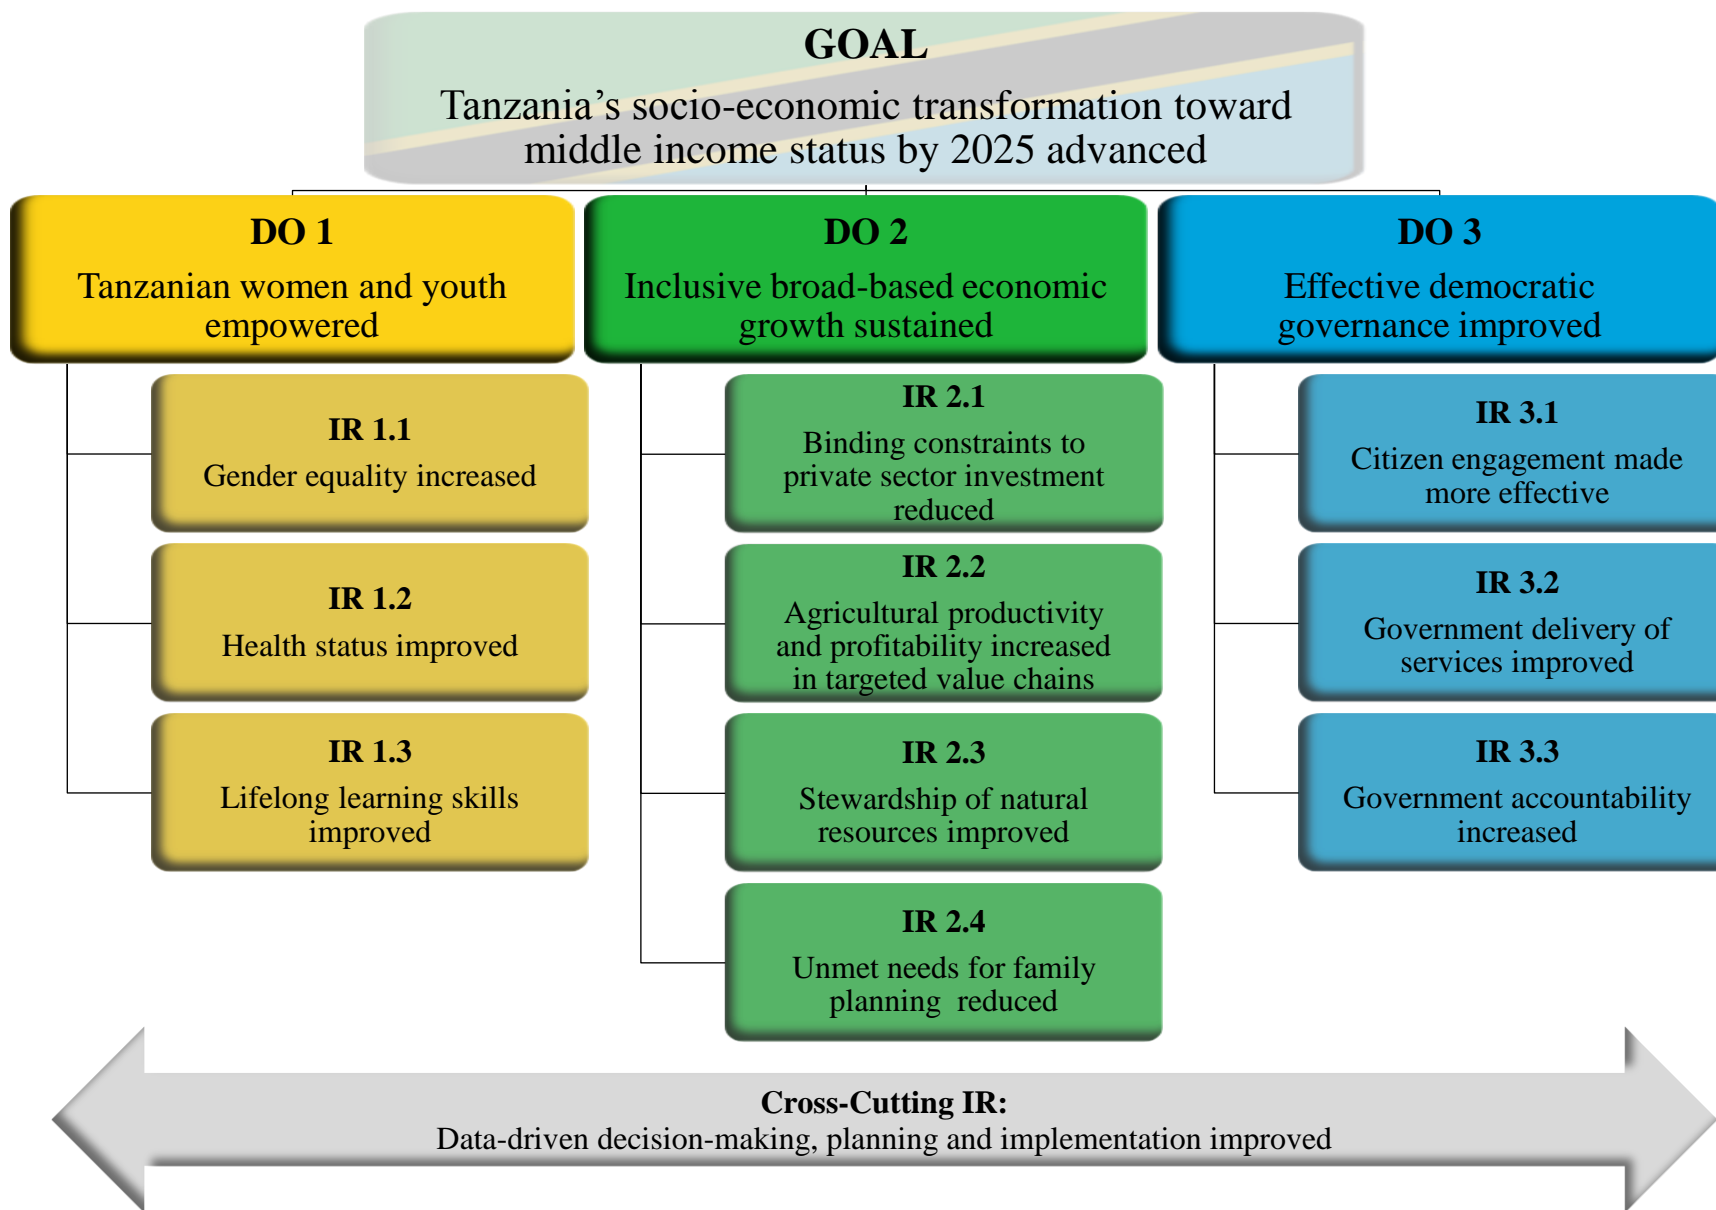 GOAL
Tanzania’s socio-economic transformation toward
middle income status by 2025 advanced
DO 1
Tanzanian women and youth
empowered
IR 1.1
Gender equality increased
IR 1.2
Health status improved
IR 1.3
Lifelong learning skills
improved
DO 2
Inclusive broad-based economic
growth sustained
IR 2.1
Binding constraints to
private sector investment
reduced
IR 2.2
Agricultural productivity
and profitability increased
in targeted value chains
IR 2.3
Stewardship of natural
resources improved
IR 2.4
Unmet needs for family
planning  reduced
DO 3
Effective democratic
governance improved
IR 3.1
Citizen engagement made
more effective
IR 3.2
Government delivery of
services improved
IR 3.3
Government accountability
increased
Cross-Cutting IR:
Data-driven decision-making, planning and implementation improved